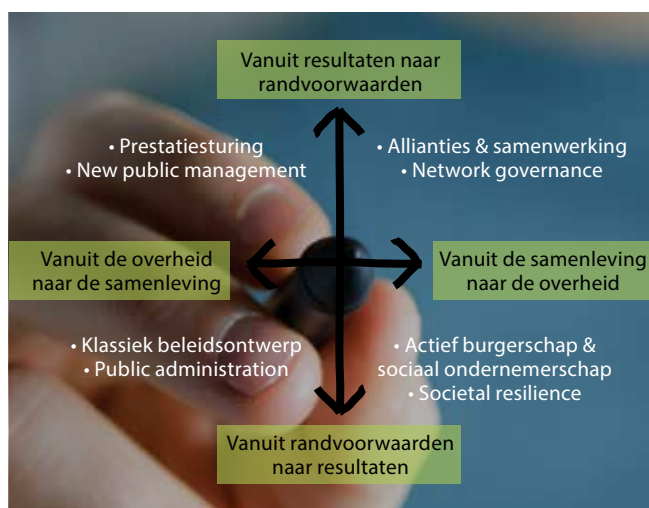 Vanuit resultaten naar
randvoorwaarden
• Prestatiesturing
• New public management
• Allianties & samenwerking
• Network governance
Vanuit de overheid
naar de samenleving
Vanuit de samenleving
naar de overheid
• Klassiek beleidsontwerp
• Public administration
• Actief burgerschap &
sociaal ondernemerschap
• Societal resilience
Vanuit randvoorwaarden
naar resultaten